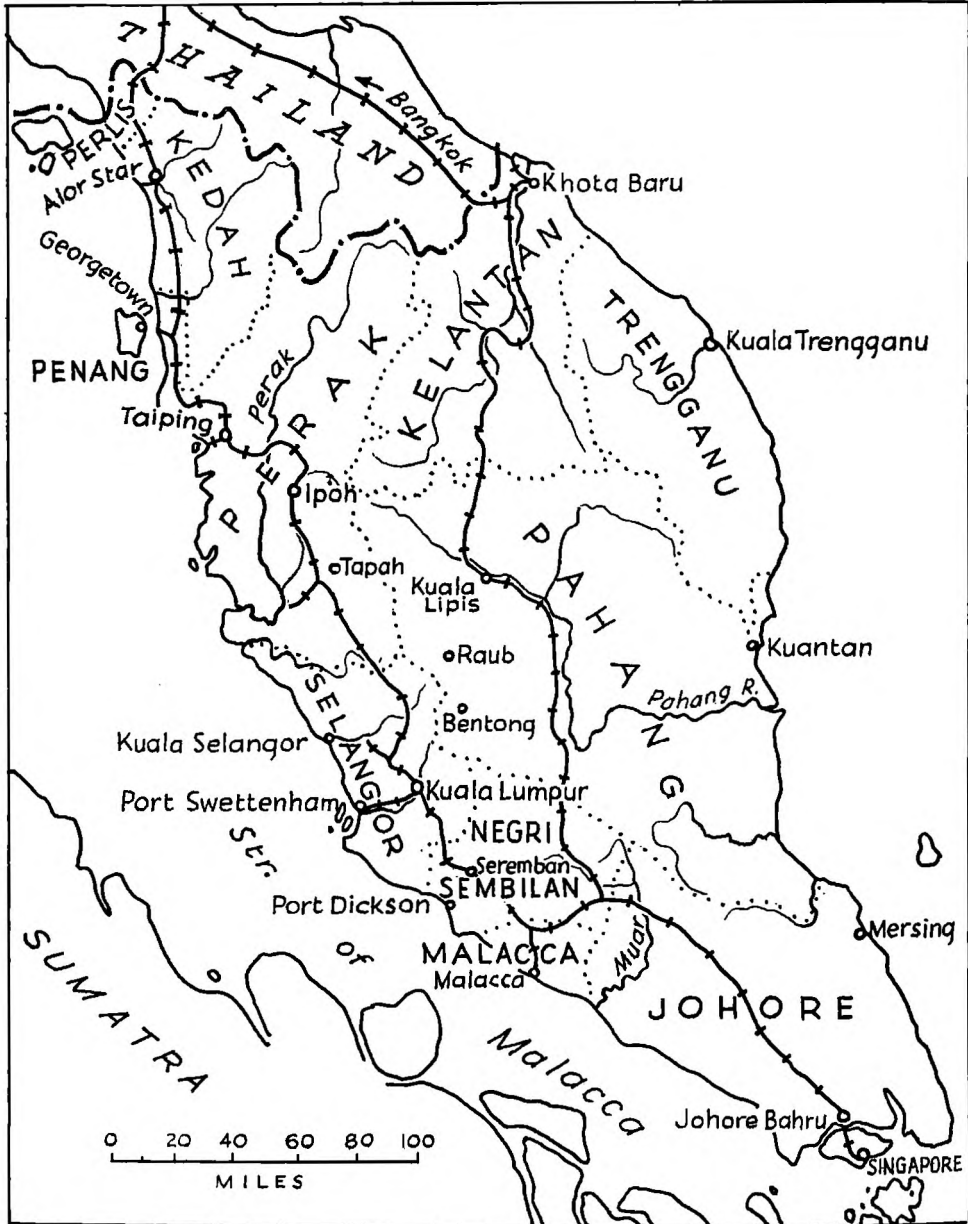 THAILAND
Bangkok
PERLIS
KEDAH
Alor Star
Khota Baru
Georgetown
PENANG
KELANTAN
TRENGGANU
Kuala Trengganu
Perak
PERAK
Taiping
Ipoh
Tapah
Kuala
Lipis
PAHANG
Raub
Kuantan
Bentong
Pahang R.
SELANGOR
Kuala Selangor
Kuala Lumpur
Port Swettenham
NEGRI
Seremban
SEMBILAN
Port Dickson
Str. of Malacca
MALACCA
Malacca
Muar
Mersing
SUMATRA
JOHORE
Johore Bahru
SINGAPORE
0 20 40 60 80 100
MILES